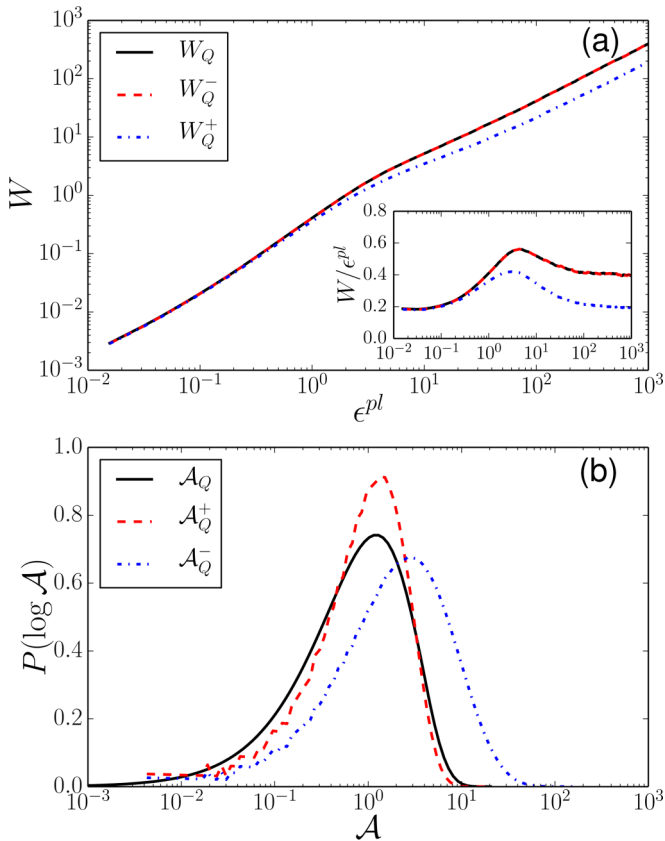 (a)
W_Q
W_Q^-
W_Q^+
W
10^3
10^2
10^1
10^0
10^-1
10^-2
10^-3
10^-2 10^-1 10^0 10^1 10^2 10^3
ϵ^pl
W/ϵ^pl
0.8
0.6
0.4
0.2
0.0
10^-2 10^-1 10^0 10^1 10^2 10^3
(b)
𝒜_Q
𝒜_Q^+
𝒜_Q^-
P(log 𝒜)
1.0
0.8
0.6
0.4
0.2
0.0
10^-3 10^-2 10^-1 10^0 10^1 10^2 10^3
𝒜